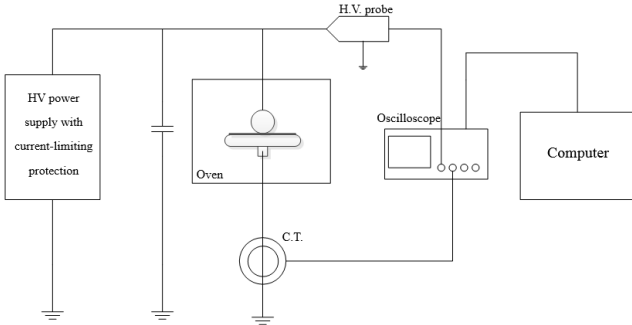 H.V. probe
HV power
supply with
current-limiting
protection
Oscilloscope
Computer
Oven
C.T.